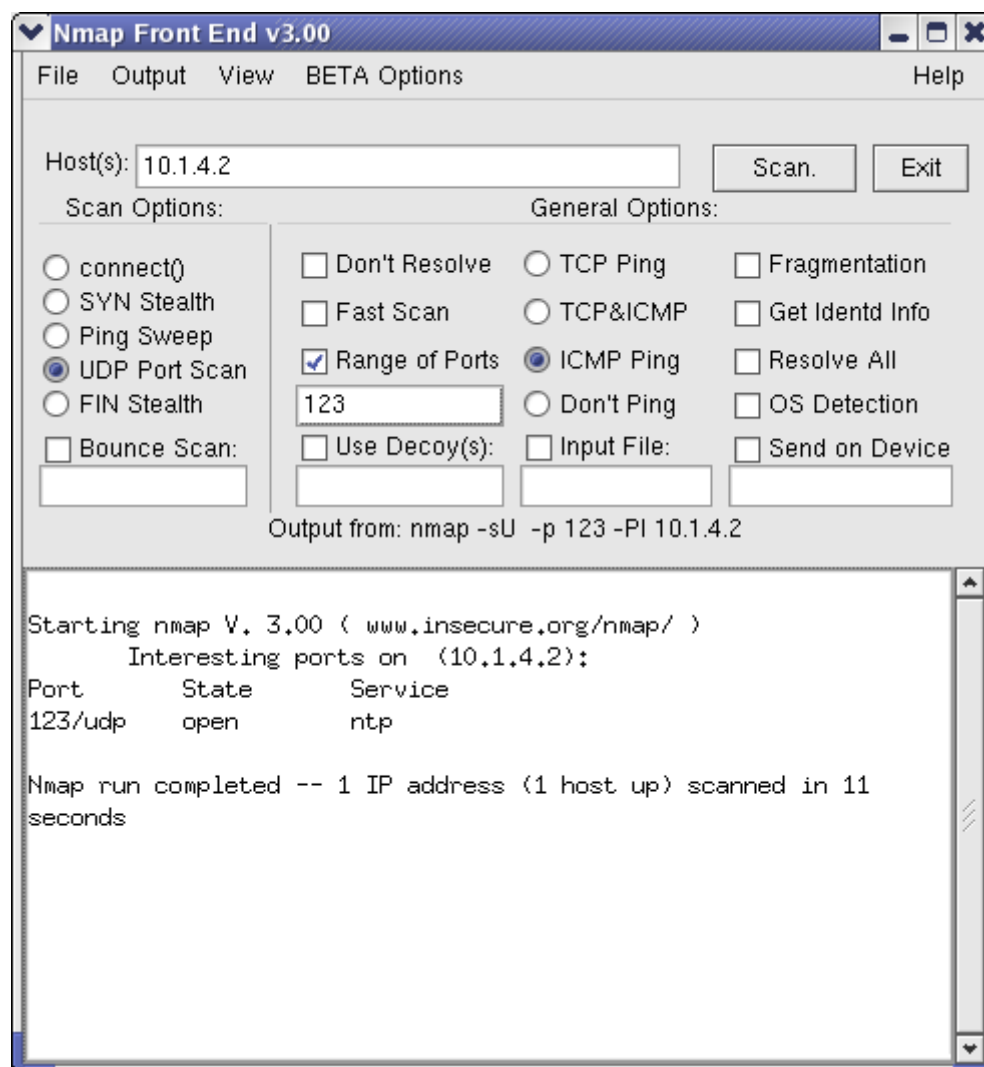 Nmap Front End v3.00
File Output View BETA Options Help
Host(s): 10.1.4.2 Scan. Exit
Scan Options: General Options:
connect() Don't Resolve TCP Ping Fragmentation
SYN Stealth Fast Scan TCP&ICMP Get Identd Info
Ping Sweep Range of Ports ICMP Ping Resolve All
UDP Port Scan
FIN Stealth 123 Don't Ping OS Detection
Bounce Scan: Use Decoy(s): Input File: Send on Device
Output from: nmap -sU -p 123 -PI 10.1.4.2
Starting nmap V. 3.00 ( www.insecure.org/nmap/ )
Interesting ports on (10.1.4.2):
Port State Service
123/udp open ntp
Nmap run completed -- 1 IP address (1 host up) scanned in 11
seconds